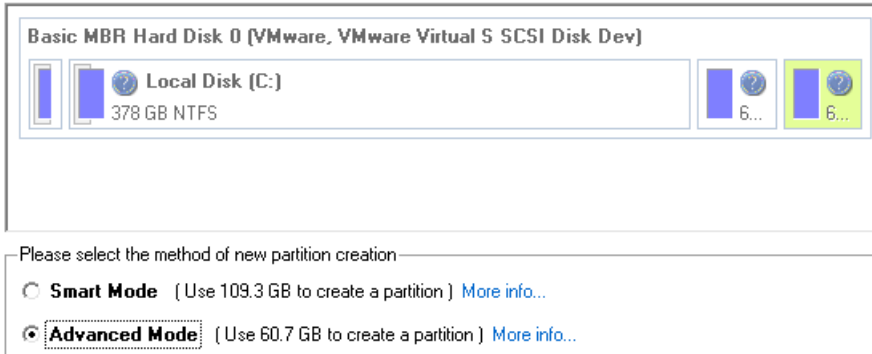 Basic MBR Hard Disk 0 (VMware, VMware Virtual S SCSI Disk Dev)
Local Disk (C:)
378 GB NTFS
6...
6...
Please select the method of new partition creation
Smart Mode ( Use 109.3 GB to create a partition ) More info...
Advanced Mode ( Use 60.7 GB to create a partition ) More info...